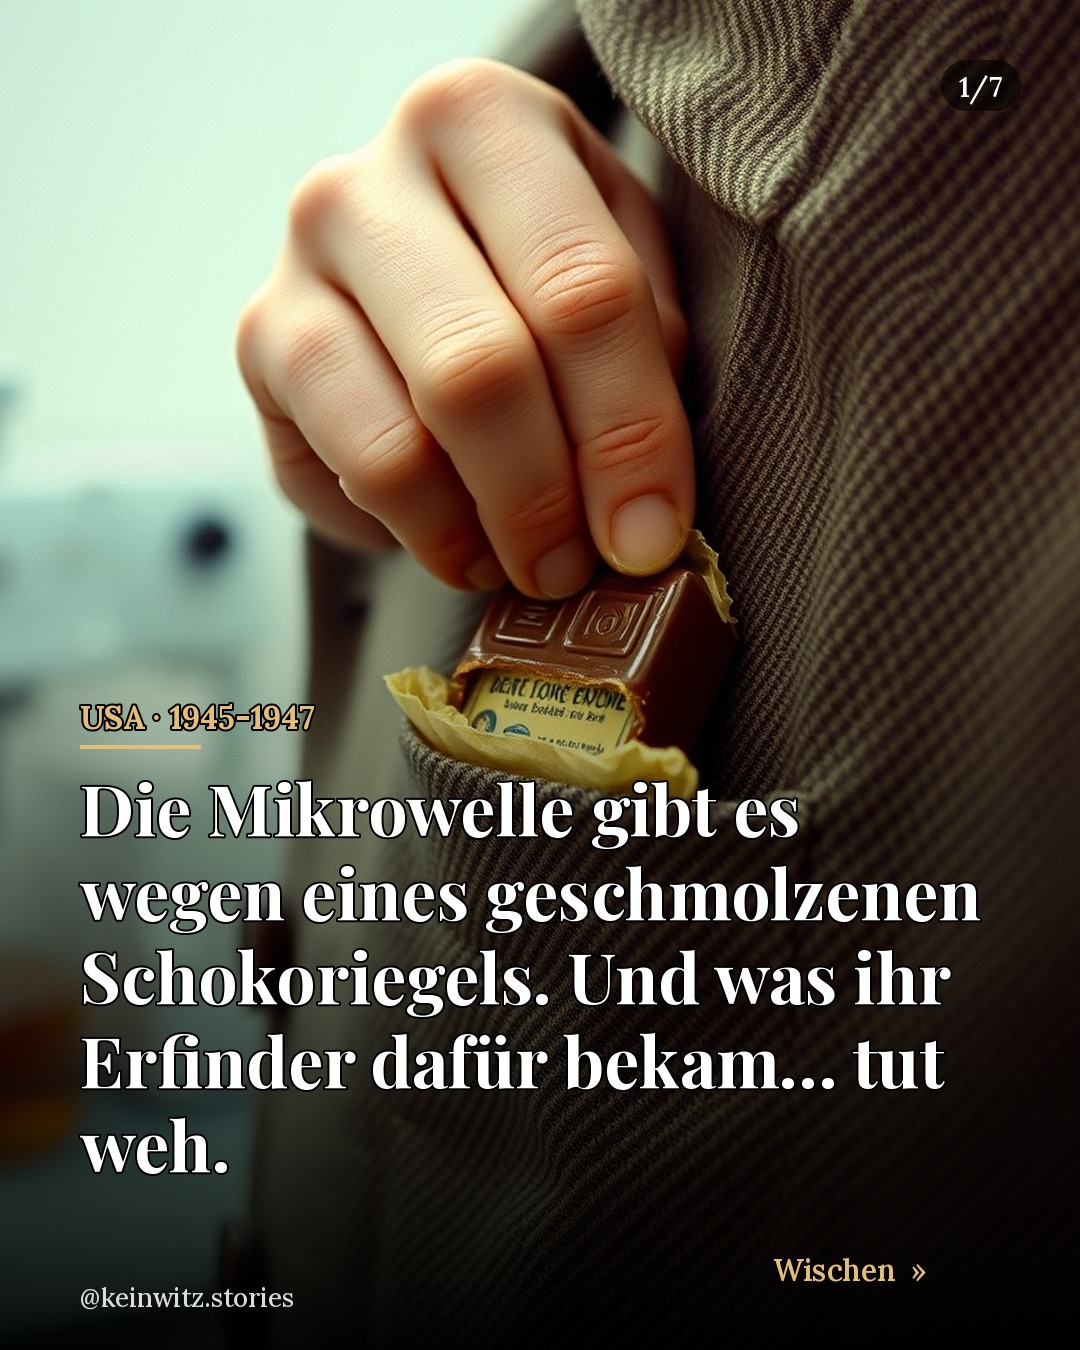 1/7
USA · 1945–1947
Die Mikrowelle gibt es
wegen eines geschmolzenen
Schokoriegels. Und was ihr
Erfinder dafür bekam… tut
weh.
Wischen »
@keinwitz.stories